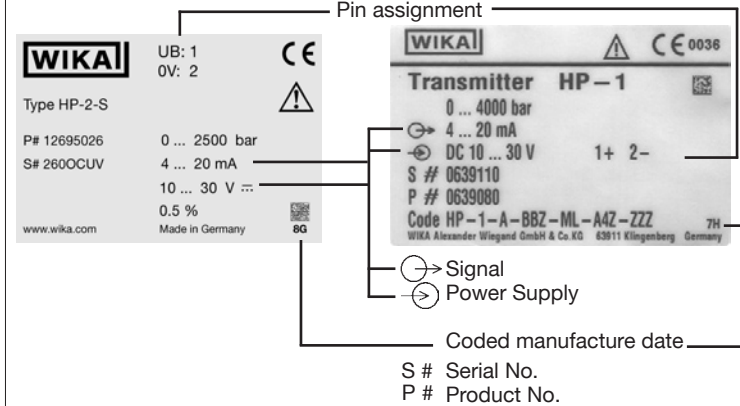 Pin assignment
WIKA
UB: 1
0V: 2
Type HP-2-S
P# 12695026
S# 260OCUV
0 ... 2500 bar
4 ... 20 mA
10 ... 30 V
0.5 %
www.wika.com
Made in Germany
8G
WIKA
0036
Transmitter HP-1
0 ... 4000 bar
4 ... 20 mA
DC 10 ... 30 V 1+ 2-
S # 0639110
P # 0639080
Code HP-1-A-BBZ-ML-A4Z-ZZZ 7H
WIKA Alexander Wiegand GmbH & Co.KG 63911 Klingenberg Germany
Signal
Power Supply
Coded manufacture date
S # Serial No.
P # Product No.